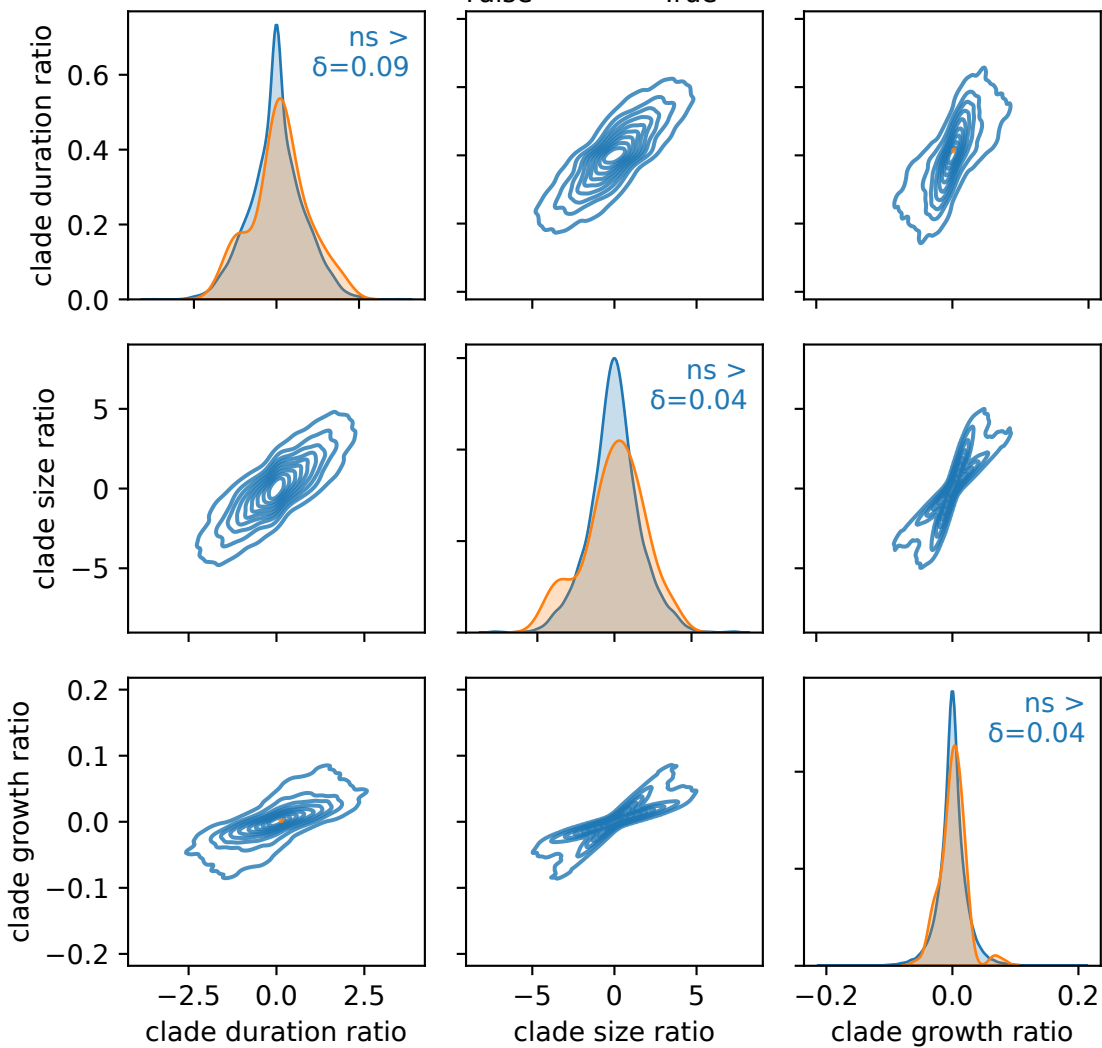 clade duration ratio
0.6
0.4
0.2
0.0
ns >
δ=0.09
clade size ratio
5
0
−5
ns >
δ=0.04
clade growth ratio
0.2
0.1
0.0
−0.1
−0.2
ns >
δ=0.04
−2.5 0.0 2.5
clade duration ratio
−5 0 5
clade size ratio
−0.2 0.0 0.2
clade growth ratio